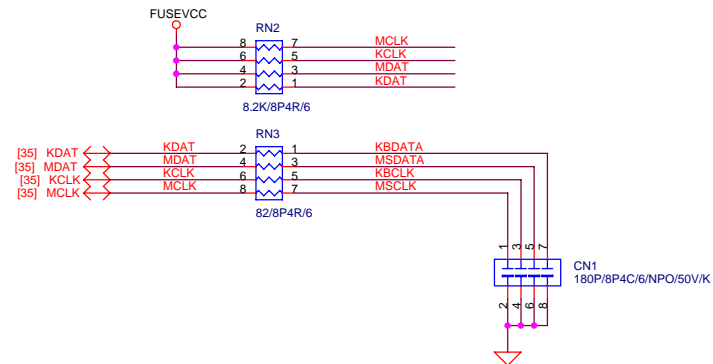 FUSEVCC
RN2
8 7 MCLK
6 5 KCLK
4 3 MDAT
2 1 KDAT
8.2K/8P4R/6
RN3
[35] KDAT KDAT 2 1 KBDATA
[35] MDAT MDAT 4 3 MSDATA
[35] KCLK KCLK 6 5 KBCLK
[35] MCLK MCLK 8 7 MSCLK
82/8P4R/6
1 3 5 7
CN1
180P/8P4C/6/NPO/50V/K
2 4 6 8